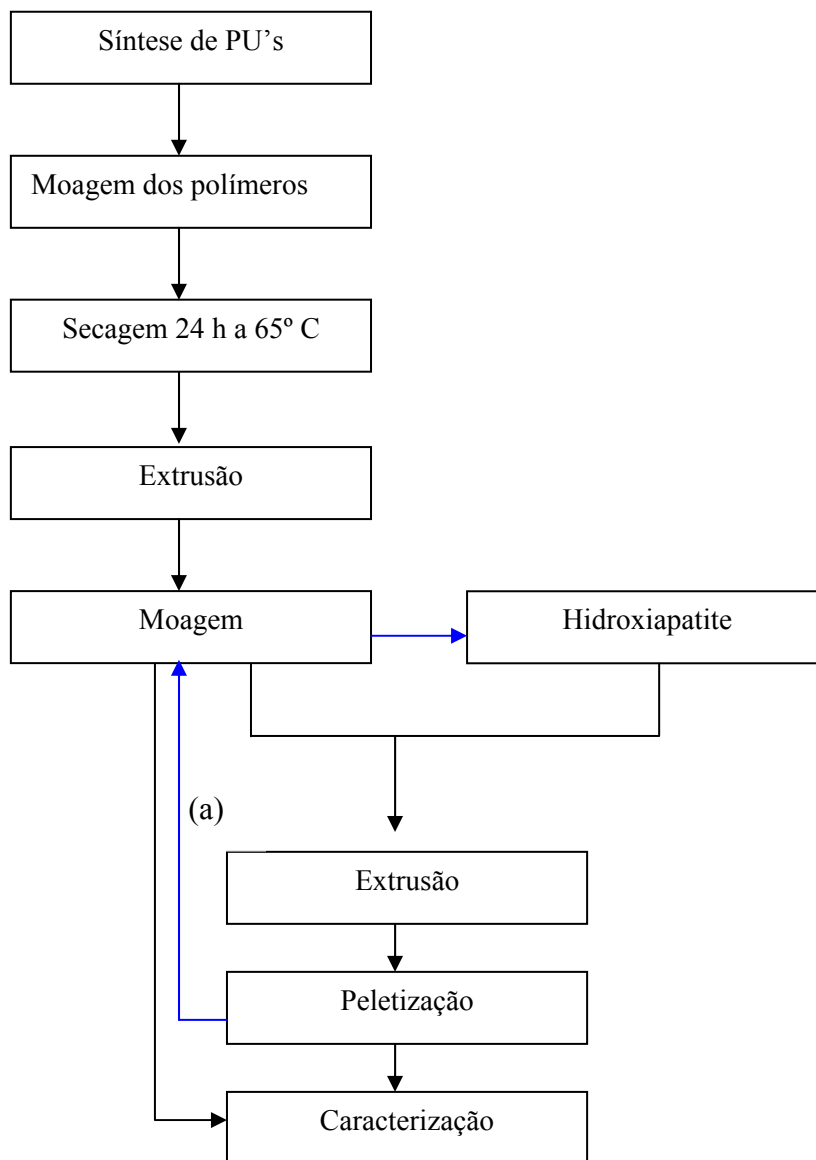 Síntese de PU’s
Moagem dos polímeros
Secagem 24 h a 65º C
Extrusão
Moagem
Hidroxiapatite
(a)
Extrusão
Peletização
Caracterização